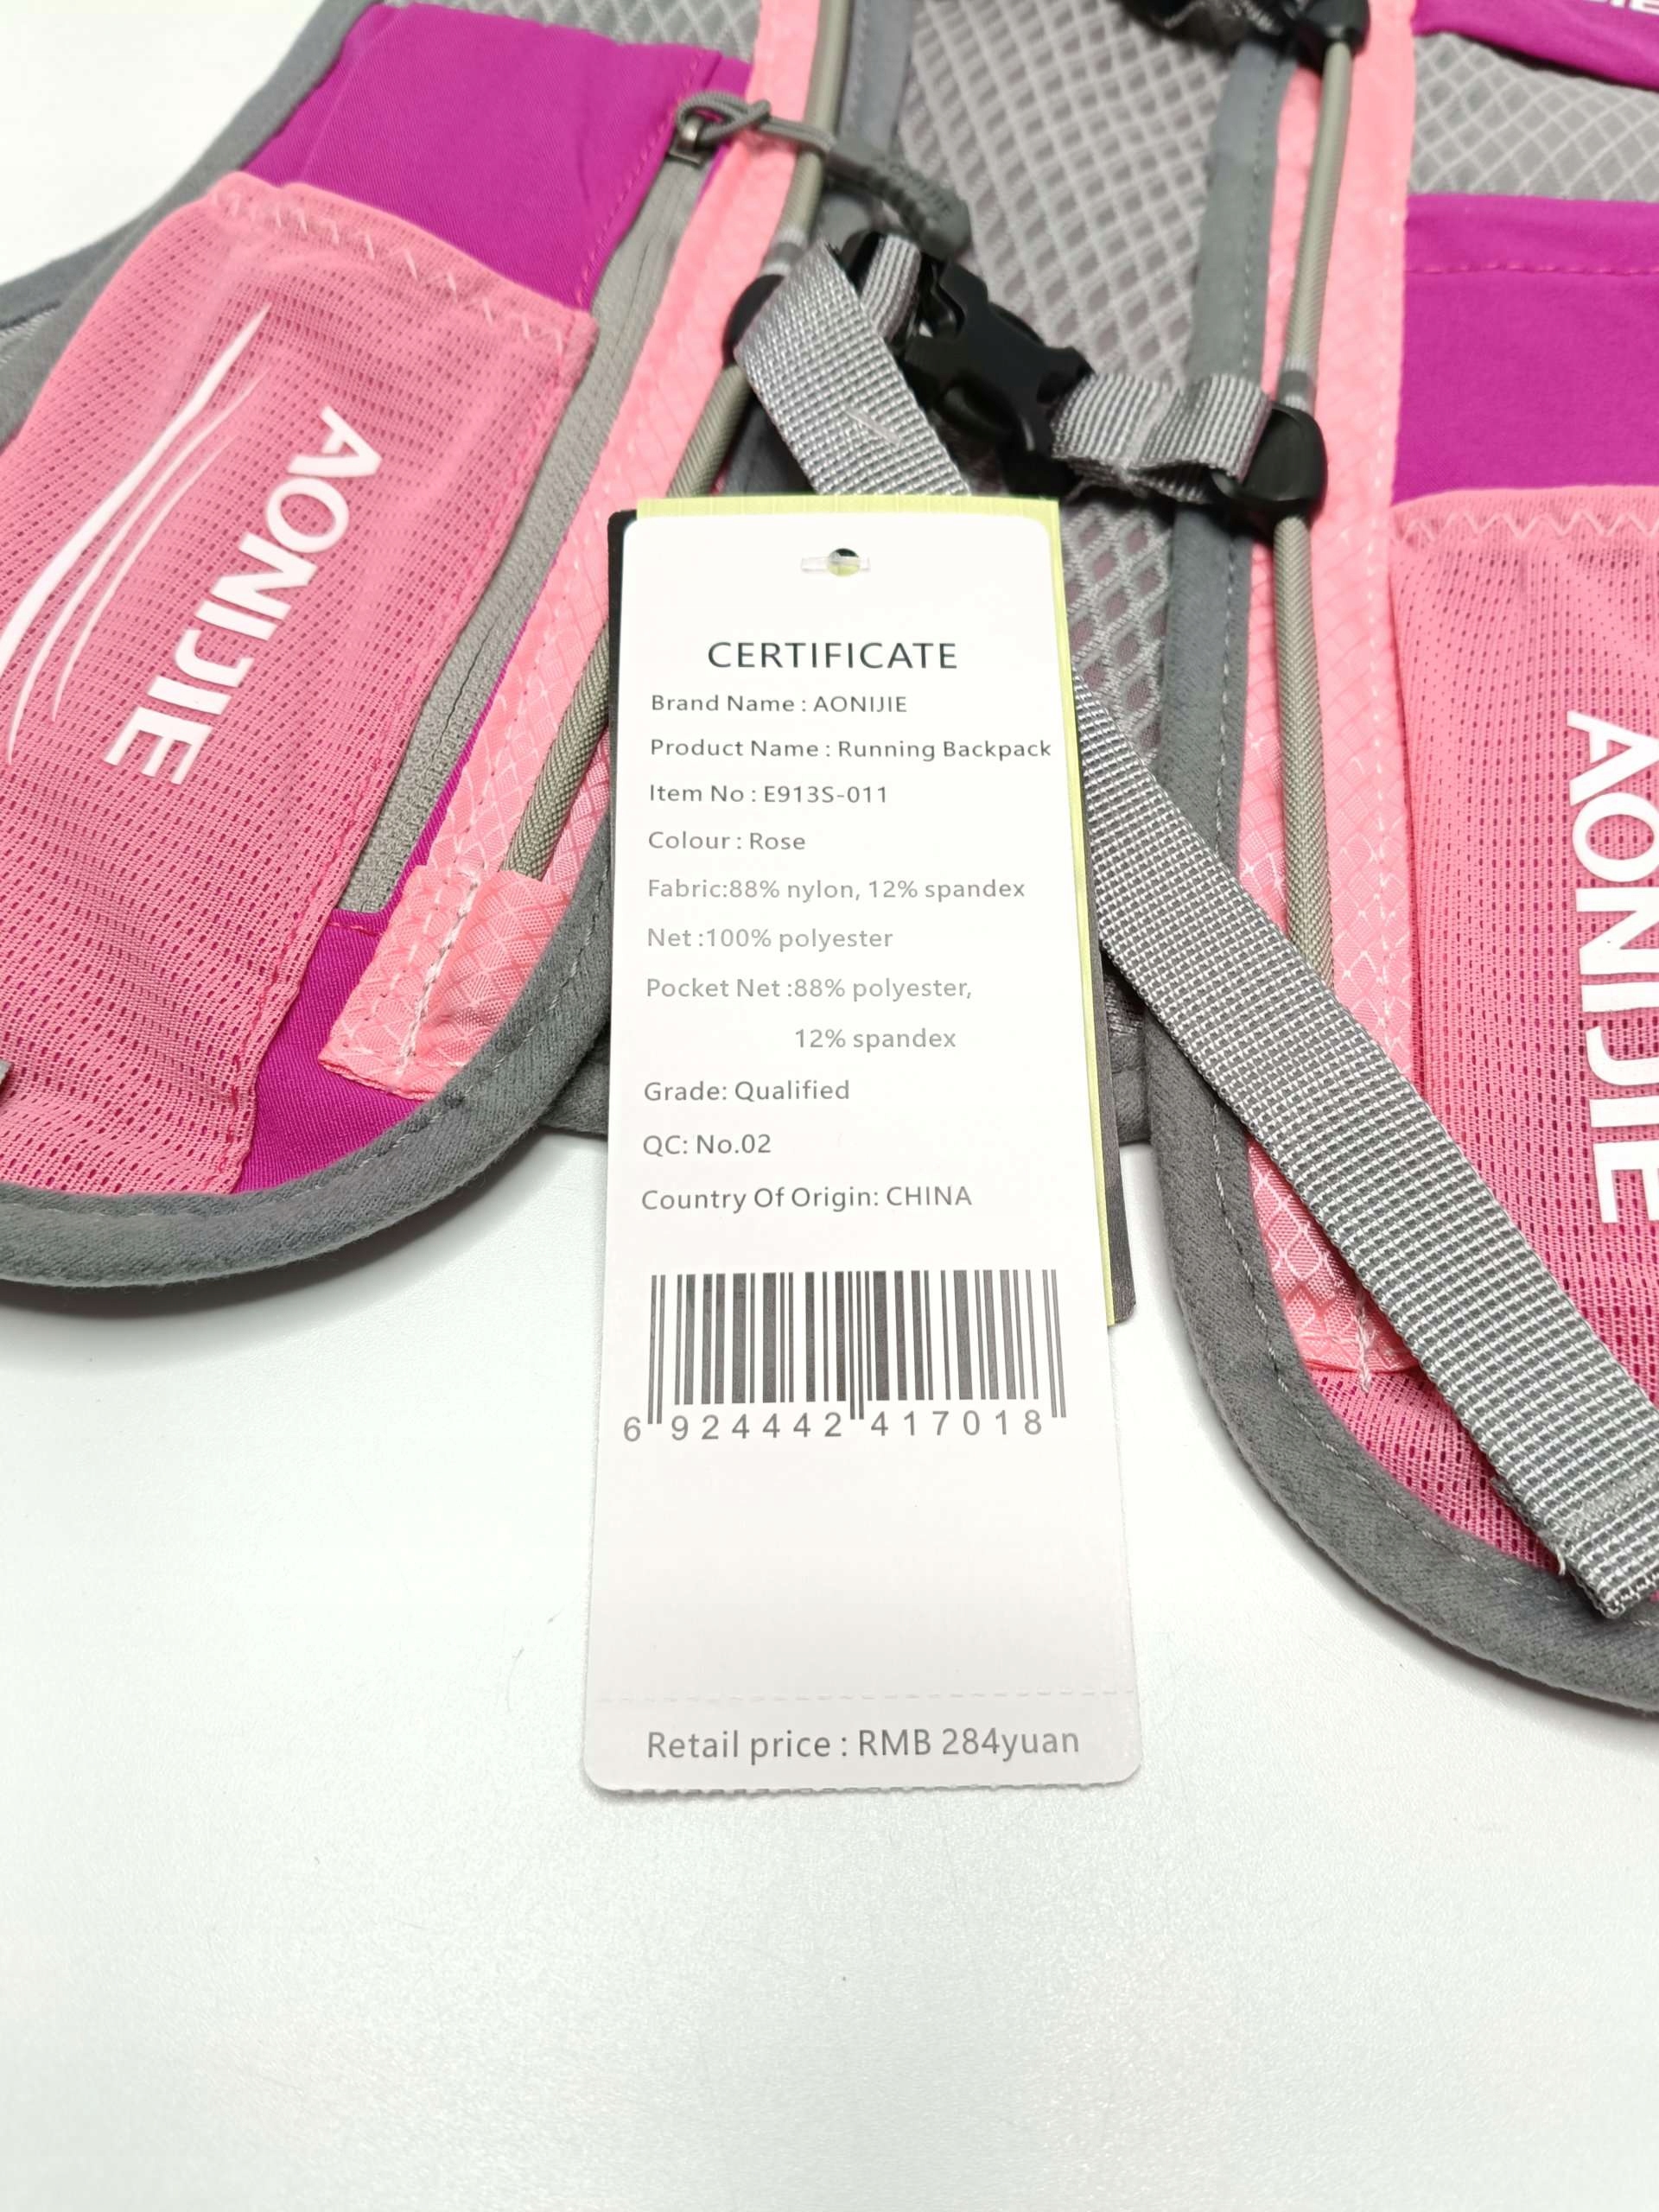 AONIJIE
AONIJIE
CERTIFICATE
Brand Name : AONIJIE
Product Name : Running Backpack
Item No : E913S-011
Colour : Rose
Fabric:88% nylon, 12% spandex
Net :100% polyester
Pocket Net :88% polyester,
12% spandex
Grade: Qualified
QC: No.02
Country Of Origin: CHINA
6 924442 417018
Retail price : RMB 284yuan